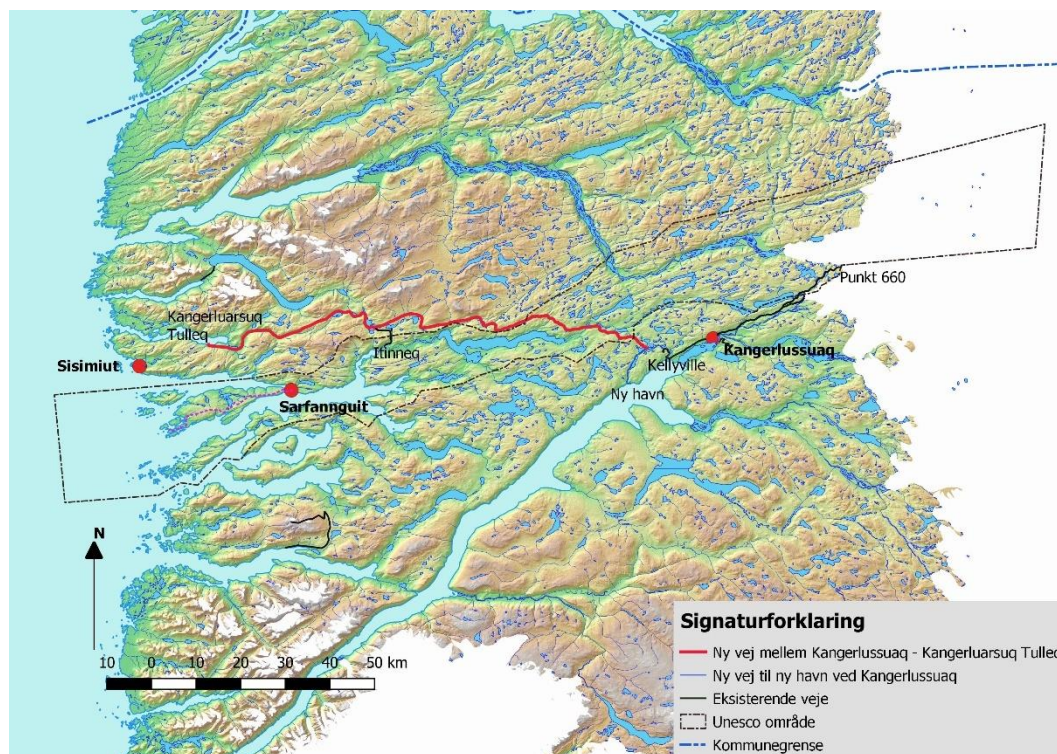 Punkt 660
Kangerluarsuq
Tulleq
Itinneq
Sisimiut
Kangerlussuaq
Kellyville
Sarfannguit
Ny havn
N
10 0 10 20 30 40 50 km
Signaturforklaring
Ny vej mellem Kangerlussuaq - Kangerluarsuq Tulleq
Ny vej til ny havn ved Kangerlussuaq
Eksisterende veje
Unesco område
Kommunegrense